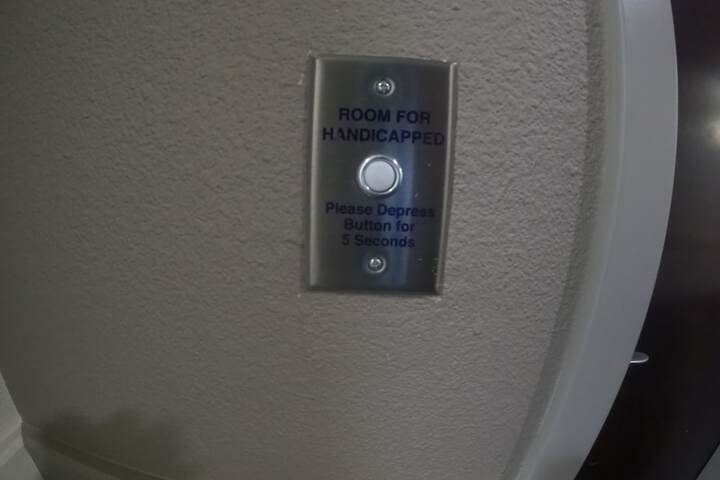 ROOM FOR
HANDICAPPED
Please Depress
Button for
5 Seconds